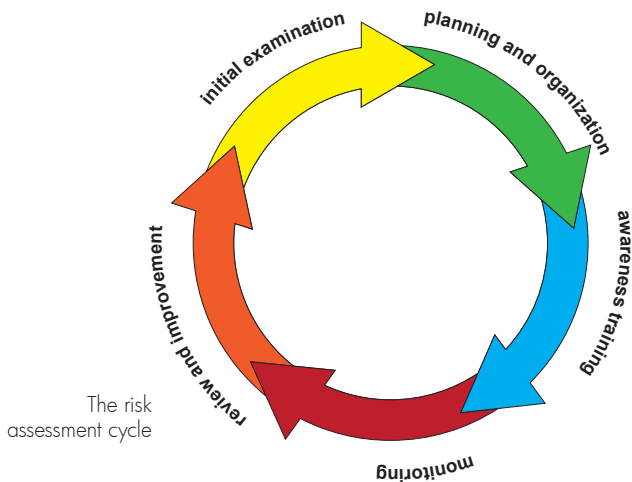 initial examination
planning and organization
awareness training
monitoring
review and improvement
The risk
assessment cycle